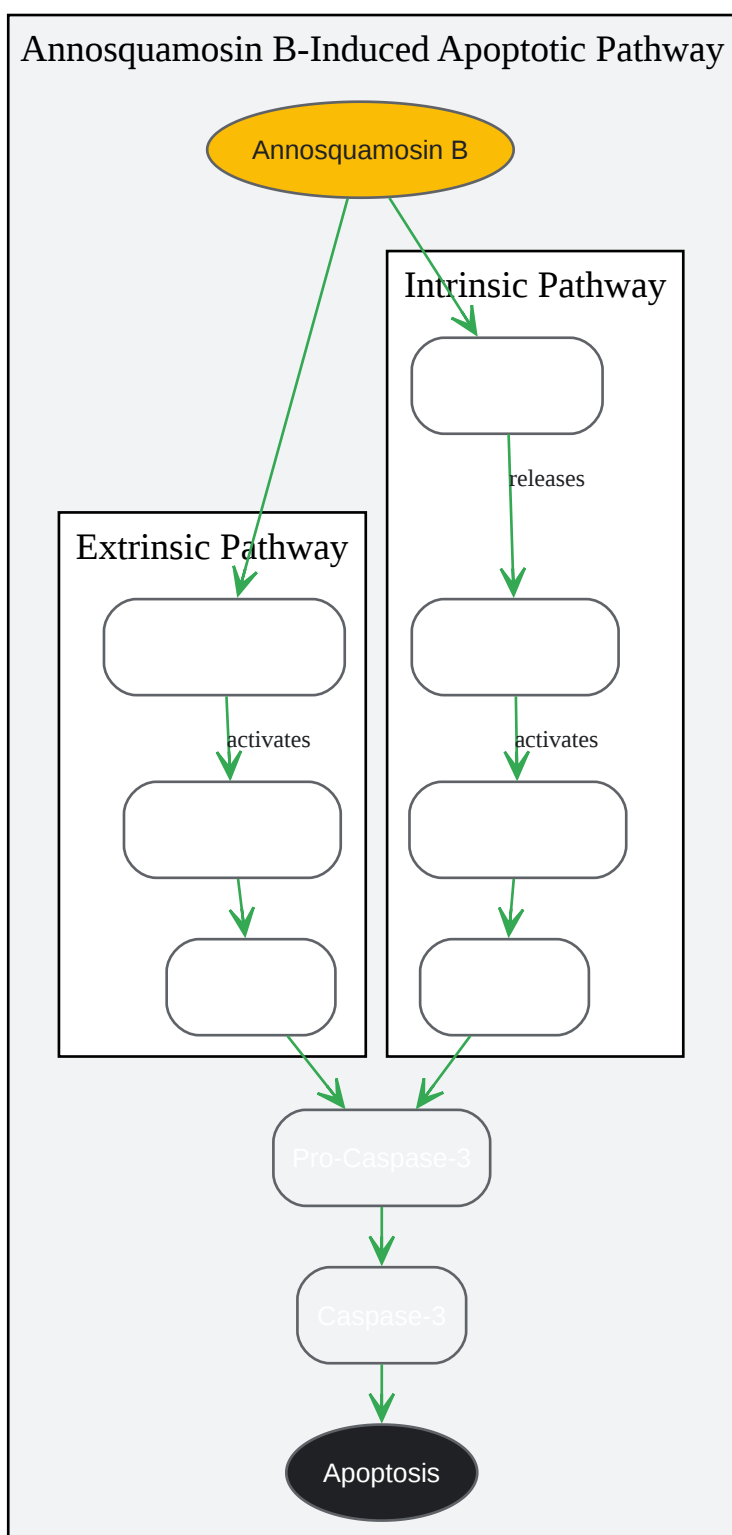 Annosquamosin B-Induced Apoptotic Pathway
Annosquamosin B
Intrinsic Pathway
releases
Extrinsic Pathway
activates
activates
Pro-Caspase-3
Caspase-3
Apoptosis